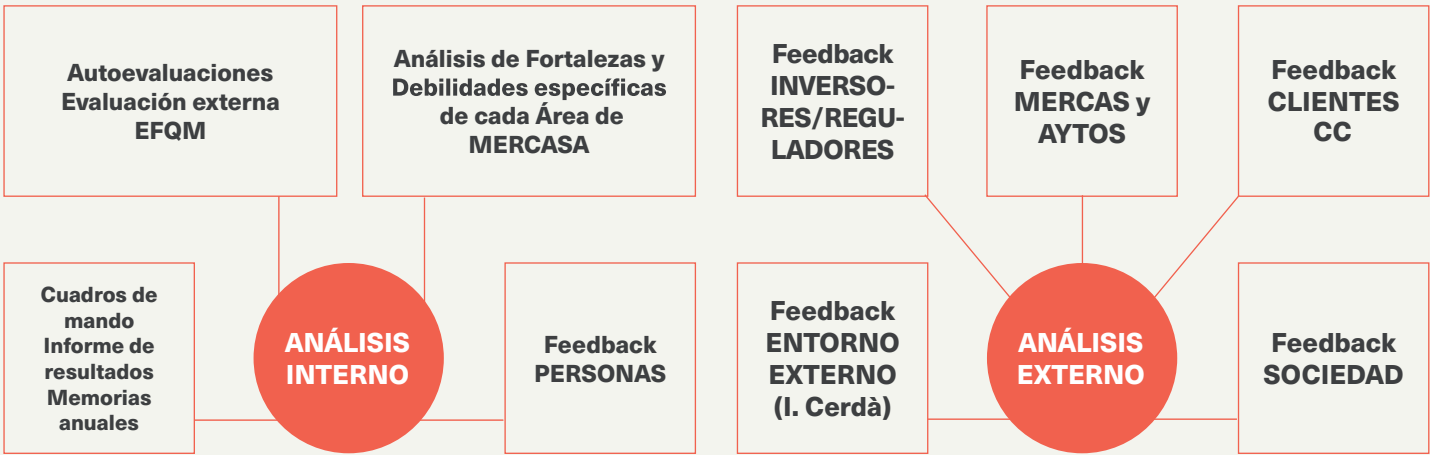 Autoevaluaciones
Evaluación externa
EFQM
Análisis de Fortalezas y
Debilidades específicas
de cada Área de
MERCASA
Cuadros de
mando
Informe de
resultados
Memorias
anuales
ANÁLISIS
INTERNO
Feedback
PERSONAS
Feedback
INVERSO-
RES/REGU-
LADORES
Feedback
MERCAS y
AYTOS
Feedback
CLIENTES
CC
Feedback
ENTORNO
EXTERNO
(I. Cerdà)
ANÁLISIS
EXTERNO
Feedback
SOCIEDAD